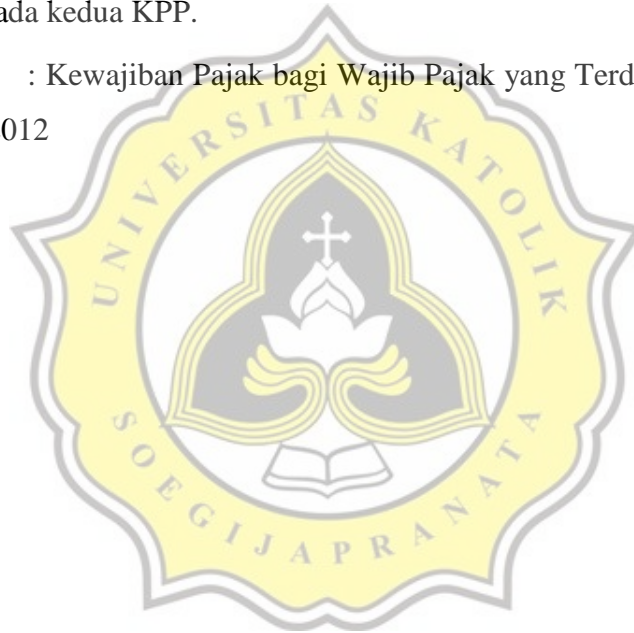 ada kedua KPP.
: Kewajiban Pajak bagi Wajib Pajak yang Terd
012
UNIVERSITAS KATOLIK
SOEGIJAPRANATA